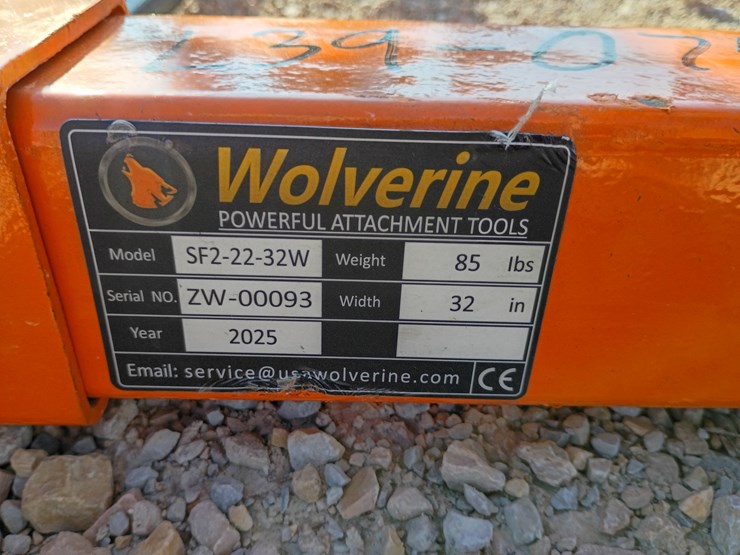 Wolverine
POWERFUL ATTACHMENT TOOLS
Model SF2-22-32W Weight 85 lbs
Serial NO. ZW-00093 Width 32 in
Year 2025
Email: service@usawolverine.com CE